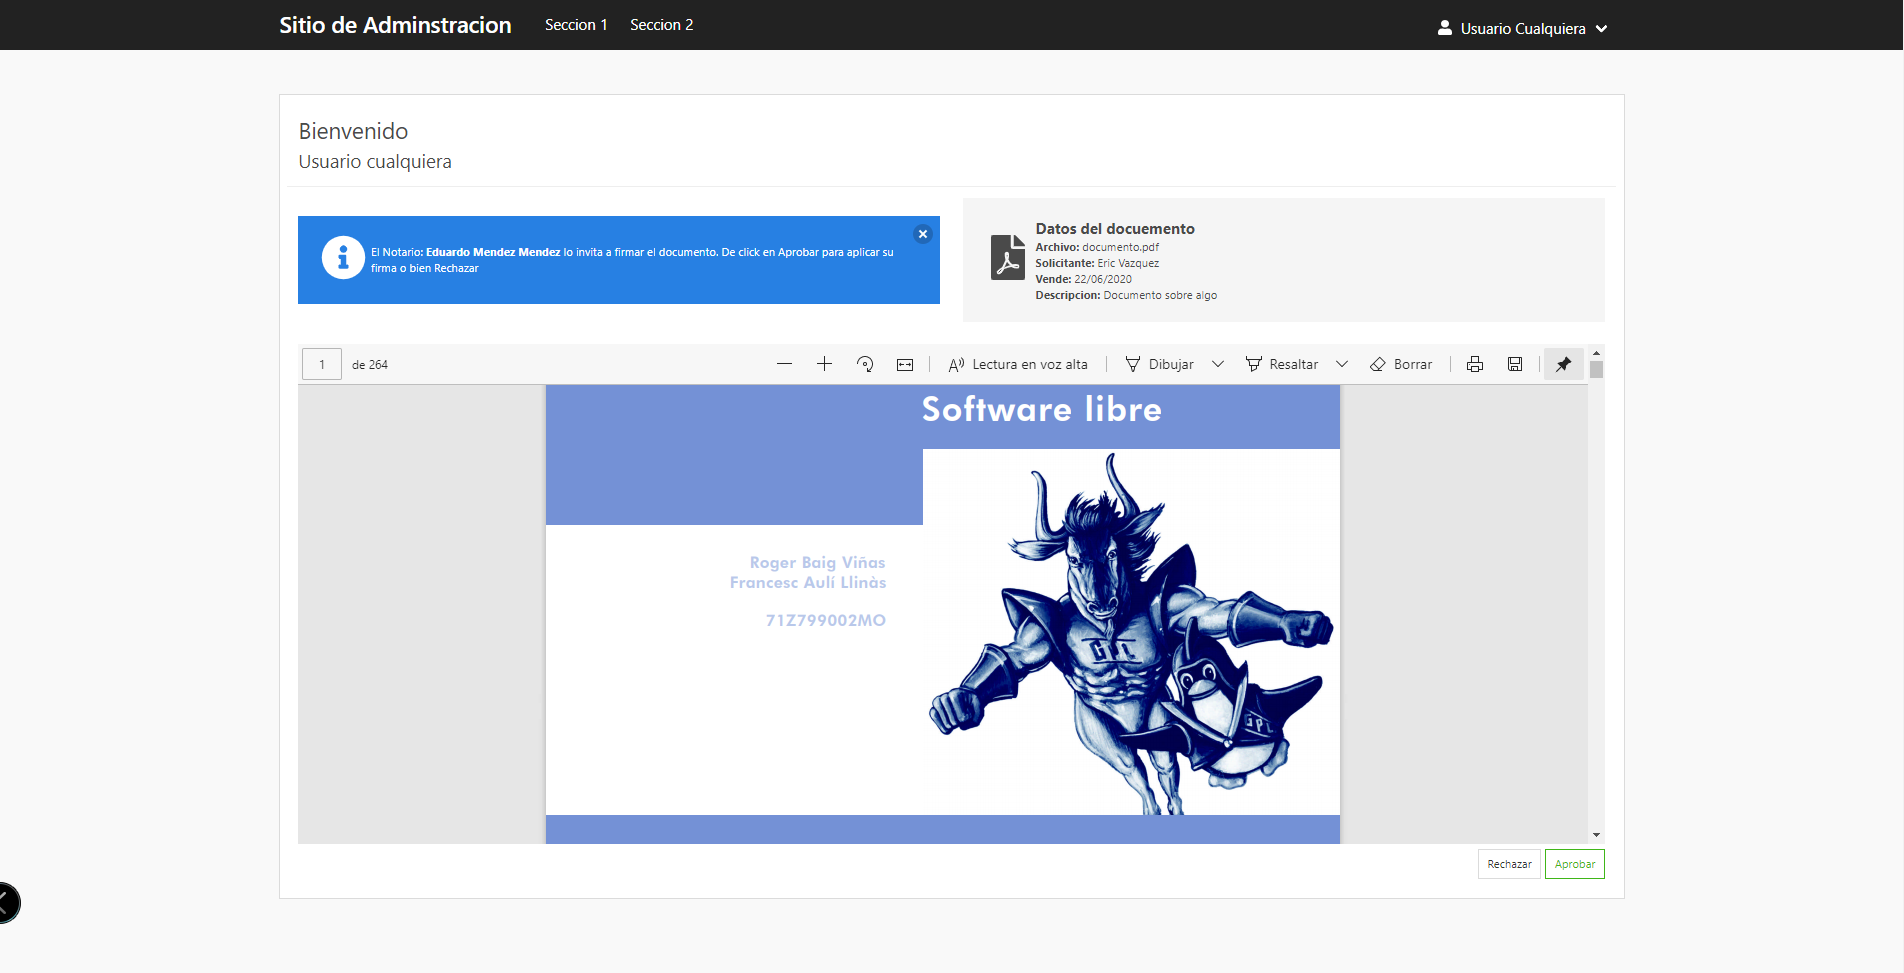 Sitio de Adminstracion Seccion 1 Seccion 2 Usuario Cualquiera
Bienvenido
Usuario cualquiera
El Notario: Eduardo Mendez Mendez lo invita a firmar el documento. De click en Aprobar para aplicar su
firma o bien Rechazar
Datos del docuemento
Archivo: documento.pdf
Solicitante: Eric Vazquez
Vende: 22/06/2020
Descripcion: Documento sobre algo
1 de 264 Lectura en voz alta Dibujar Resaltar Borrar
Software libre
Roger Baig Viñas
Francesc Aulí Llinàs
71Z799002MO
GPL
GPL
Rechazar Aprobar